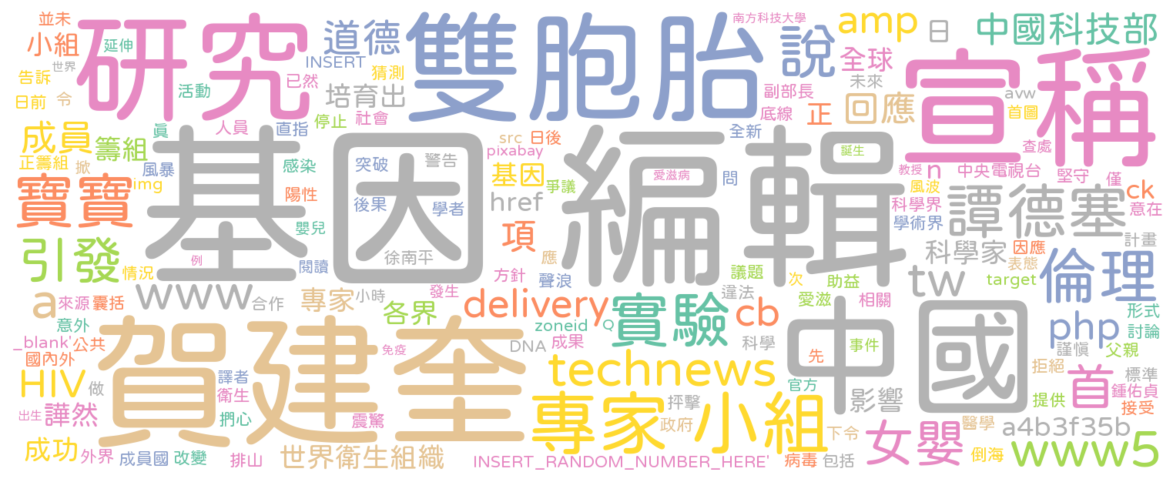 並未 延伸 研究 道德 雙胞胎 說 南方科技大學 amp 日 中國科技部
小組 世界 INSERT 全球 宣稱
告訴 活動 已然 猜測 副部長 未來
日前 令 培育出 底線 正 回應 avw 首圖
成員 真 人員 直指 停止 社會 src 日後 全新 誕生 查處
正籌組 籌組 掀 風暴 感染 突破 警告 pixabay 基因 爭議 愛滋病 問 教授 n 中央電視台 堅守 僅
寶寶 img 基因 編輯 陽性 後果 學者 href 科學界 風波 譚德塞 ck 意在
引發 嬰兒 徐南平 項 應 學術界 科學家 因應 計畫
情況 例 閱讀 方針 聲浪 議題 次 助益 tw 表態 target 倫理
www 合作 發生 違法 愛滋 相關
a 來源 囊括 專家 小時 各界 delivery 實驗 cb 中國 php 形式 討論
意外 zoneid Q 科學 先 事件 謹慎 父親
_blank' 公共 賀建奎 免疫 DNA 成果 technews 官方 拒絕 標準
國內外 HIV 做 譯者 衛生 影響 首 提供 鍾佑貞
出生 譁然 捫心 震驚 專家小組 抨擊 政府 下令 女嬰 醫學 a4b3f35b 接受
成功 外界 成員國 改變 排山 世界衛生組織 INSERT_RANDOM_NUMBER_HERE' 病毒 包括 倒海 www5